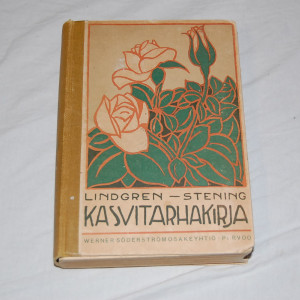 LINDGREN — STENING
KASVITARHAKIRJA
WERNER SÖDERSTRÖM OSAKEYHTIÖ · PORVOO